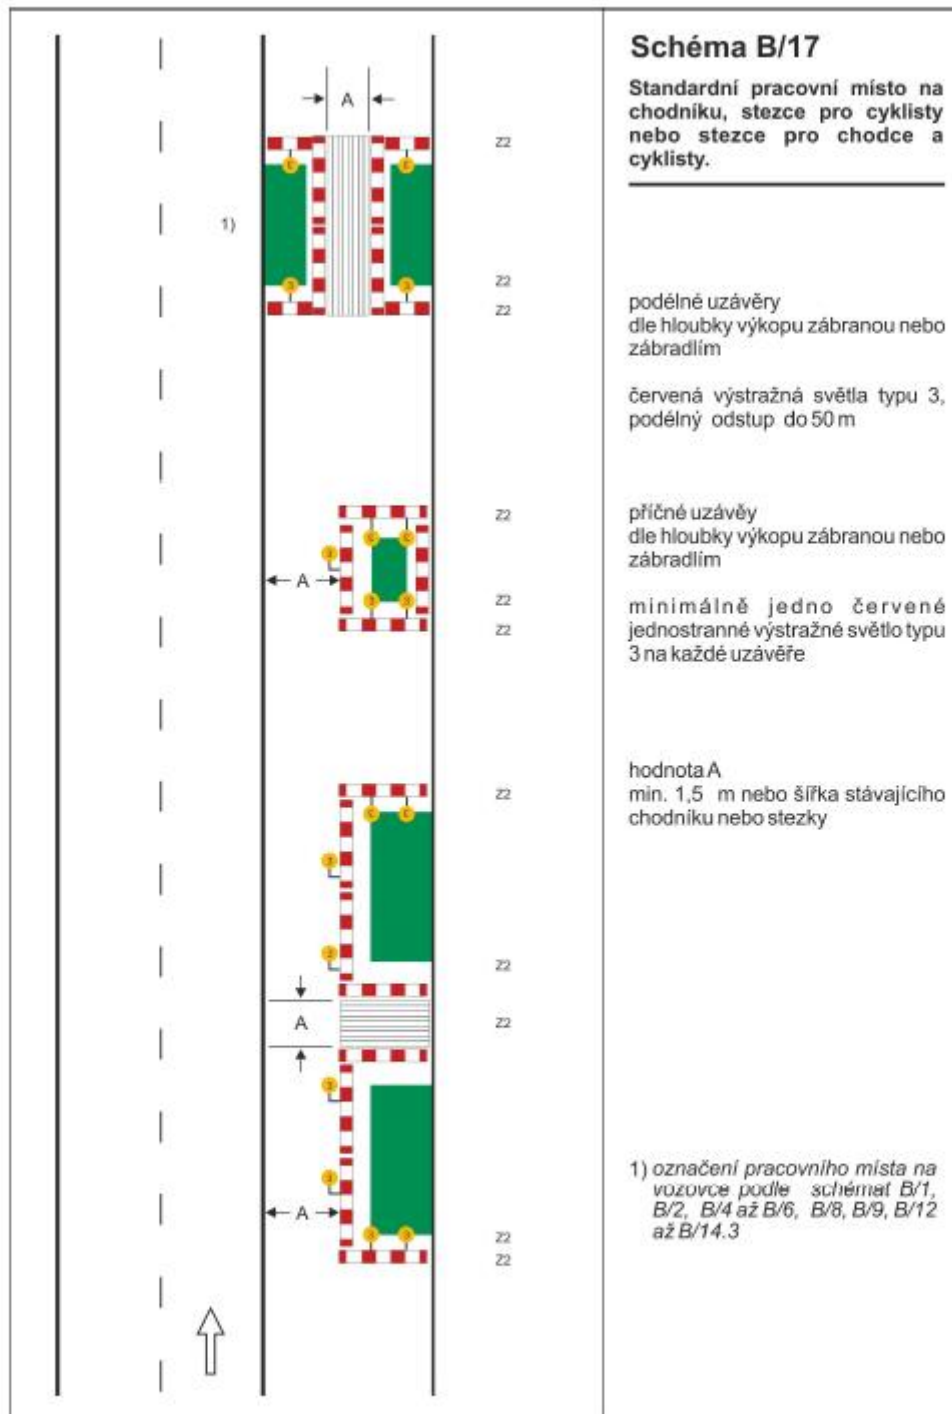 Schéma B/17
Standardní pracovní místo na
chodníku, stezce pro cyklisty
nebo stezce pro chodce a
cyklisty.
A
Z2
1)
Z2
Z2
podélné uzávěry
dle hloubky výkopu zábranou nebo
zábradlím
červená výstražná světla typu 3,
podélný odstup do 50 m
Z2
A
Z2
Z2
příčné uzávěy
dle hloubky výkopu zábranou nebo
zábradlím
minimálně jedno červené
jednostranné výstražné světlo typu
3 na každé uzávěře
Z2
hodnota A
min. 1,5 m nebo šířka stávajícího
chodníku nebo stezky
Z2
A
Z2
A
Z2
Z2
1) označení pracovního místa na
vozovce podle schémat B/1,
B/2, B/4 až B/6, B/8, B/9, B/12
až B/14.3